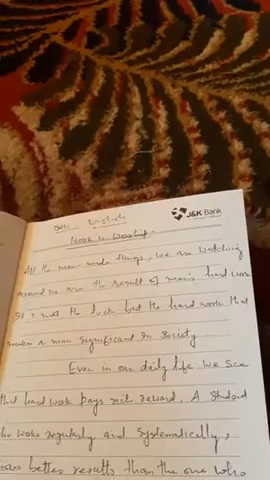 J&K Bank
Sub:- English
Work is Worship.
All the man made things, we are watching
around us are the result of man's hard work
It's not the luck but the hard work that
makes a man significant in Society
Even in our daily life we see
that hard work pays rich reward. A Student
who works regularly and systematically,
shows better results than the one who